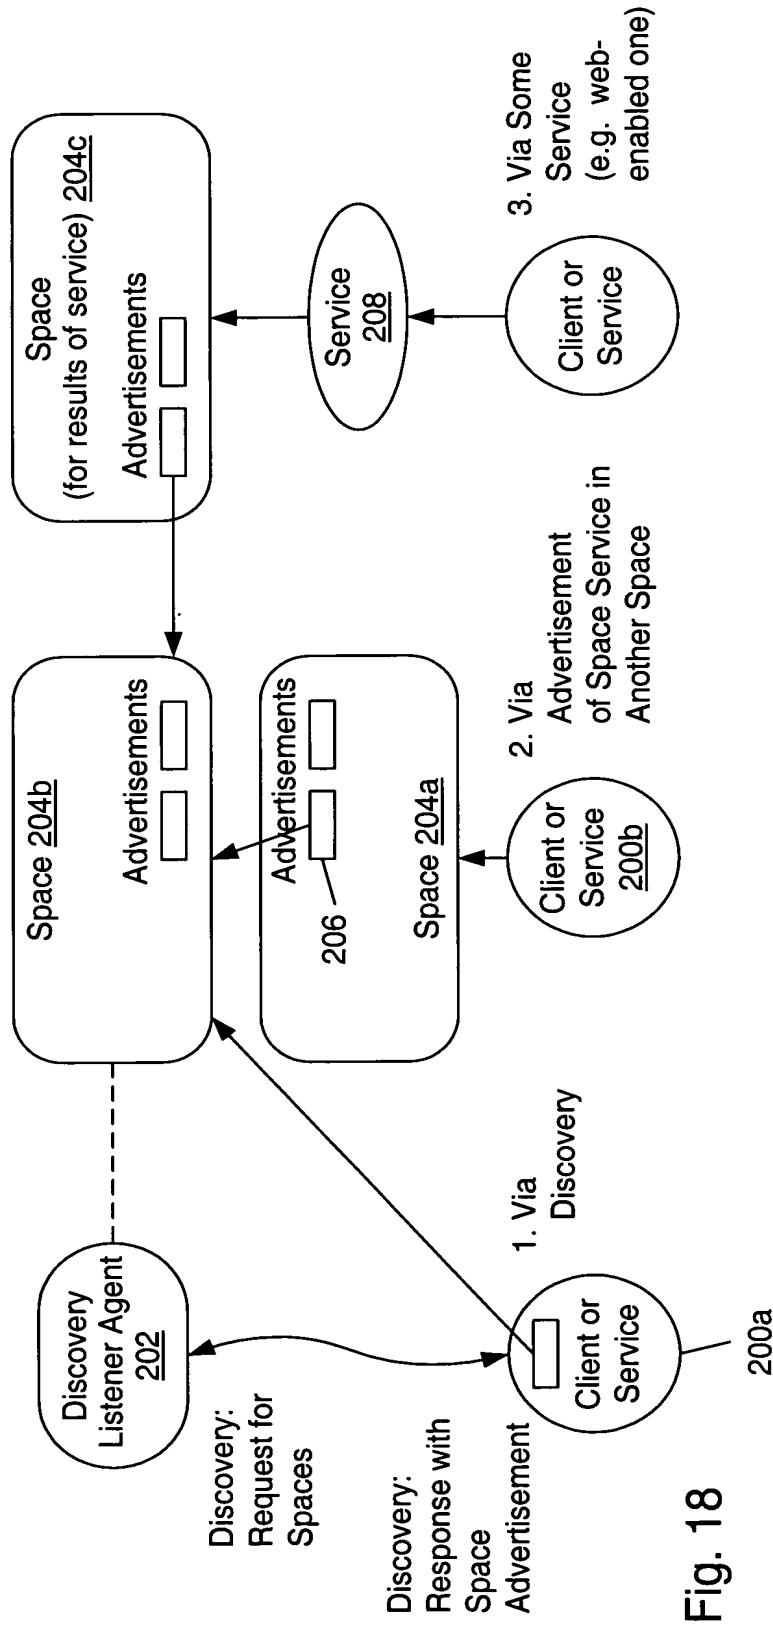 Discovery
Listener Agent
202
Discovery:
Request for
Spaces
Discovery:
Response with
Space
Advertisement
Client or
Service
200a
1. Via
Discovery
Space 204b
Advertisements
Advertisements
206
Space 204a
Client or
Service
200b
2. Via
Advertisement
of Space Service in
Another Space
Space
(for results of service) 204c
Advertisements
Service
208
Client or
Service
3. Via Some
Service
(e.g. web-
enabled one)
Fig. 18